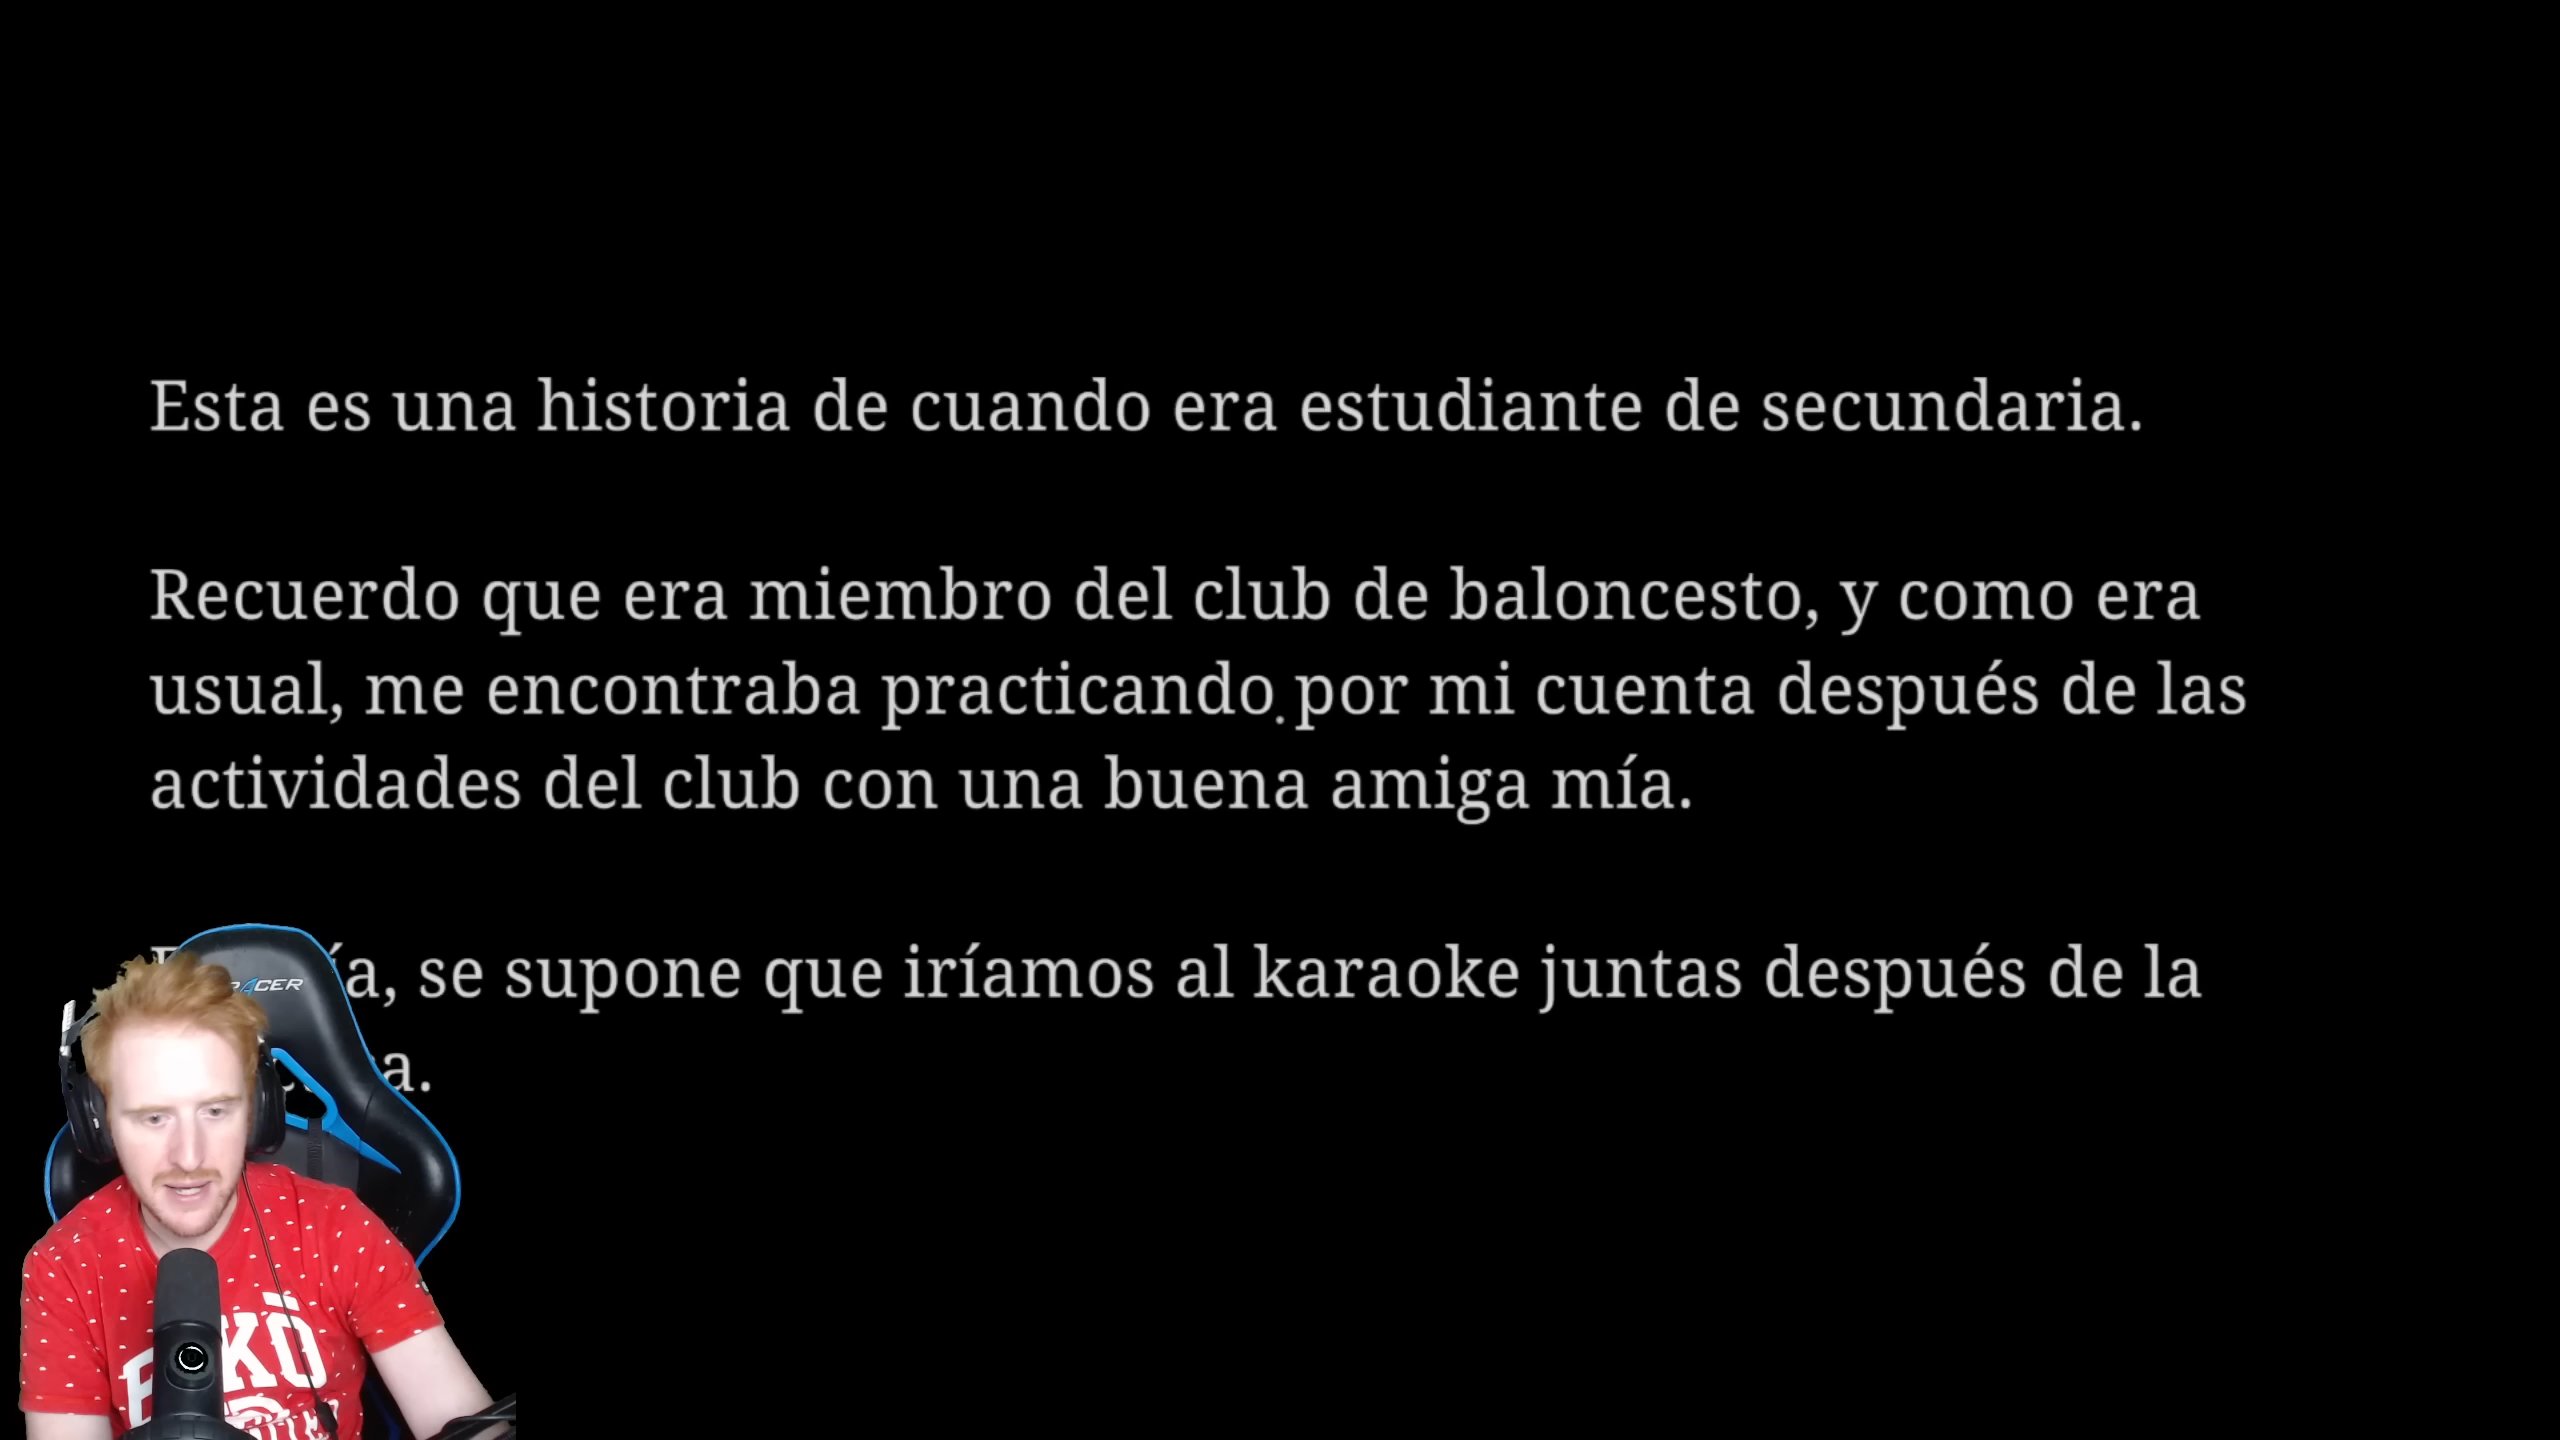 Esta es una historia de cuando era estudiante de secundaria.
Recuerdo que era miembro del club de baloncesto, y como era
usual, me encontraba practicando por mi cuenta después de las
actividades del club con una buena amiga mía.
se supone que iríamos al karaoke juntas después de la